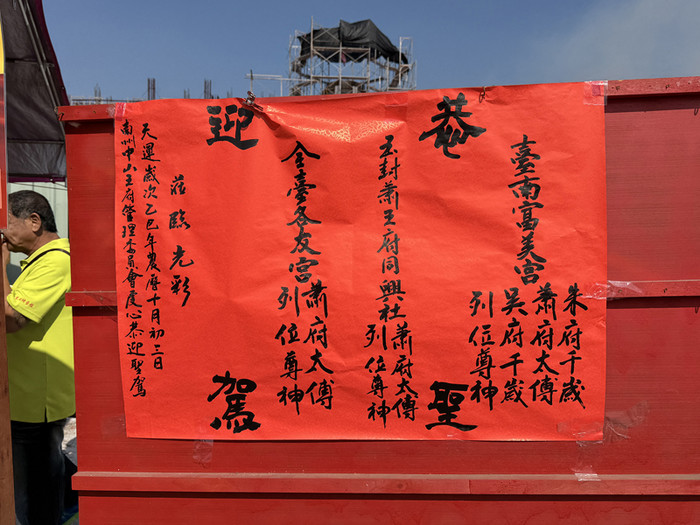 恭迎
聖駕
臺南富美宮
朱府千歲
蕭府太傅
吳府千歲
列位尊神
玉封蕭王府同興社
蕭府太傅
列位尊神
全臺各友宮
蕭府太傅
列位尊神
蒞臨光彩
天運歲次乙巳年農曆十月初三日
南州中山王府管理委員會虔心恭迎聖駕